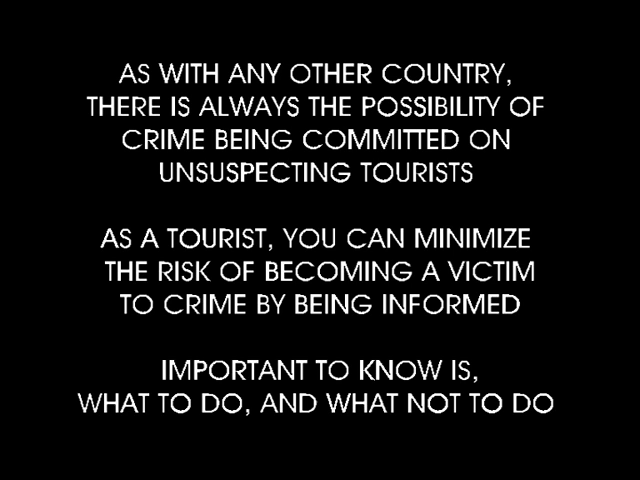 AS WITH ANY OTHER COUNTRY,
THERE IS ALWAYS THE POSSIBILITY OF
CRIME BEING COMMITTED ON
UNSUSPECTING TOURISTS
AS A TOURIST, YOU CAN MINIMIZE
THE RISK OF BECOMING A VICTIM
TO CRIME BY BEING INFORMED
IMPORTANT TO KNOW IS,
WHAT TO DO, AND WHAT NOT TO DO